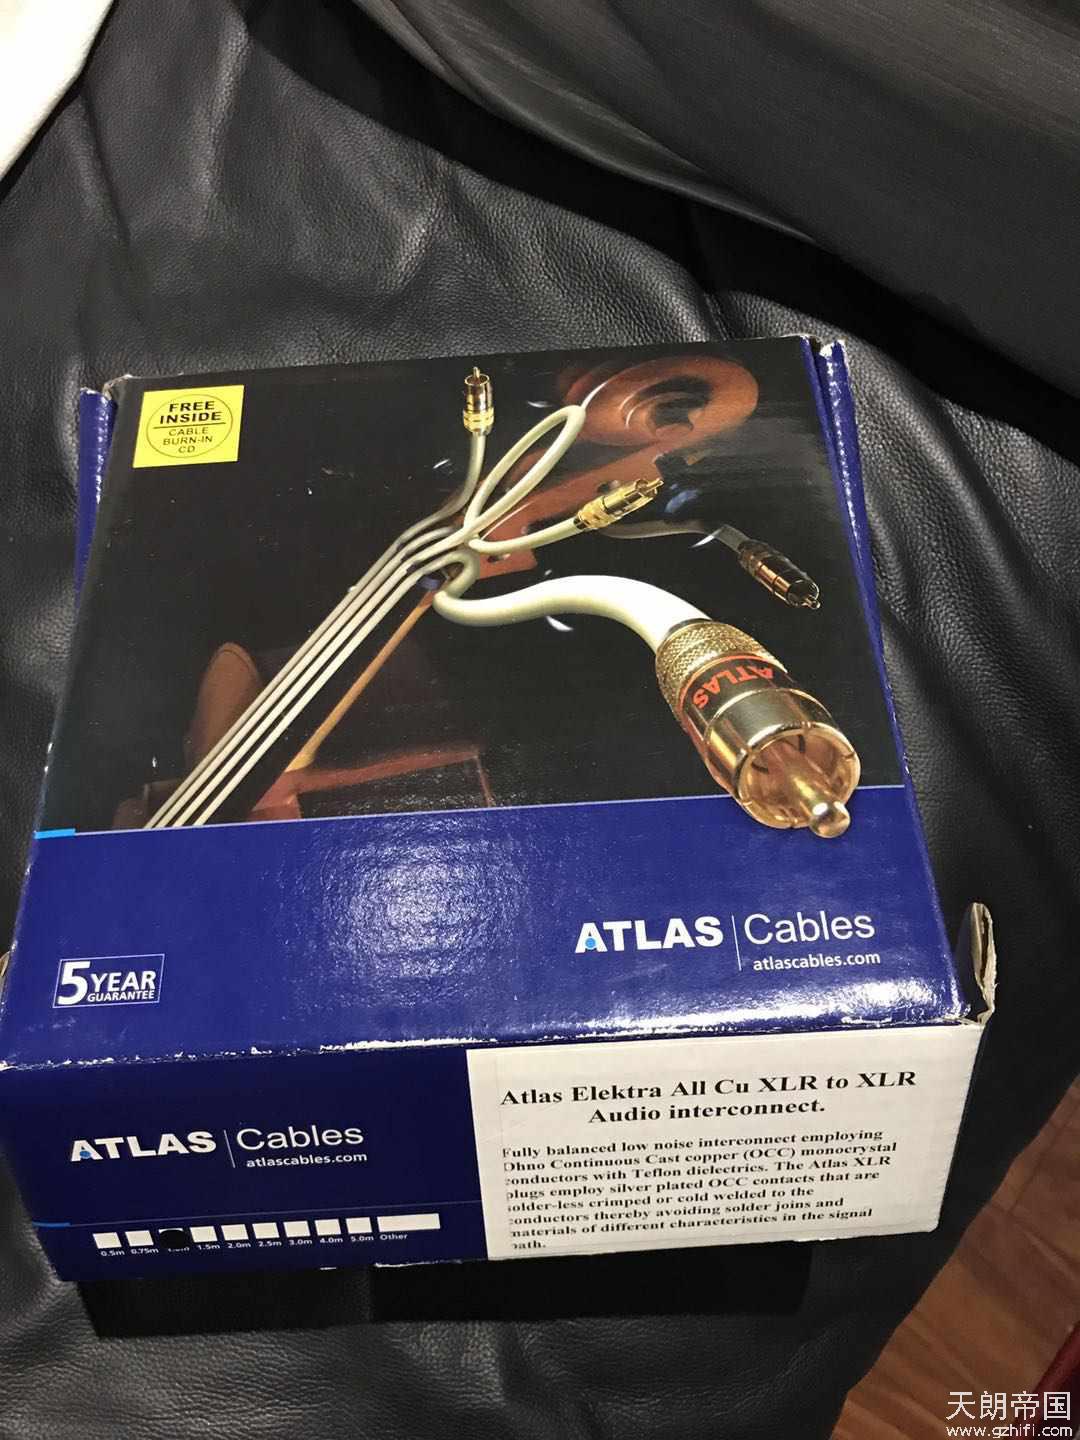 FREE
INSIDE
CABLE
BURN-IN
CD
ATLAS
ATLAS Cables
atlascables.com
5 YEAR
GUARANTEE
ATLAS Cables
atlascables.com
0.5m 0.75m 1.5m 2.0m 2.5m 3.0m 4.0m 5.0m Other
Atlas Elektra All Cu XLR to XLR
Audio interconnect.
Fully balanced low noise interconnect employing
Ohno Continuous Cast copper (OCC) monocrystal
conductors with Teflon dielectrics. The Atlas XLR
plugs employ silver plated OCC contacts that are
solder-less crimped or cold welded to the
conductors thereby avoiding solder joins and
materials of different characteristics in the signal
path.
天朗帝国
www.gzhifi.com